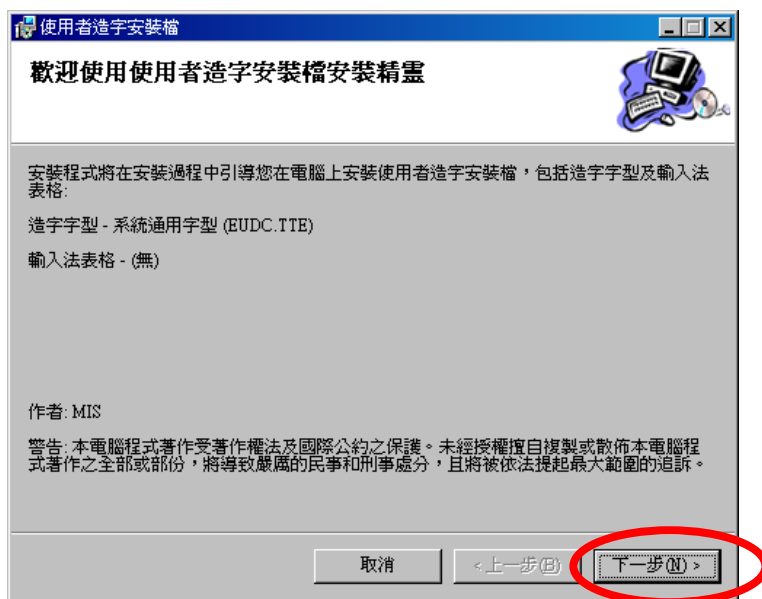 使用者造字安裝檔
歡迎使用使用者造字安裝檔安裝精靈
安裝程式將在安裝過程中引導您在電腦上安裝使用者造字安裝檔，包括造字字型及輸入法
表格:
造字字型 - 系統通用字型 (EUDC.TTE)
輸入法表格 - (無)
作者: MIS
警告: 本電腦程式著作受著作權法及國際公約之保護。未經授權擅自複製或散佈本電腦程
式著作之全部或部份，將導致嚴厲的民事和刑事處分，且將被依法提起最大範圍的追訴。
取消
<上一步(B)
下一步(N) >